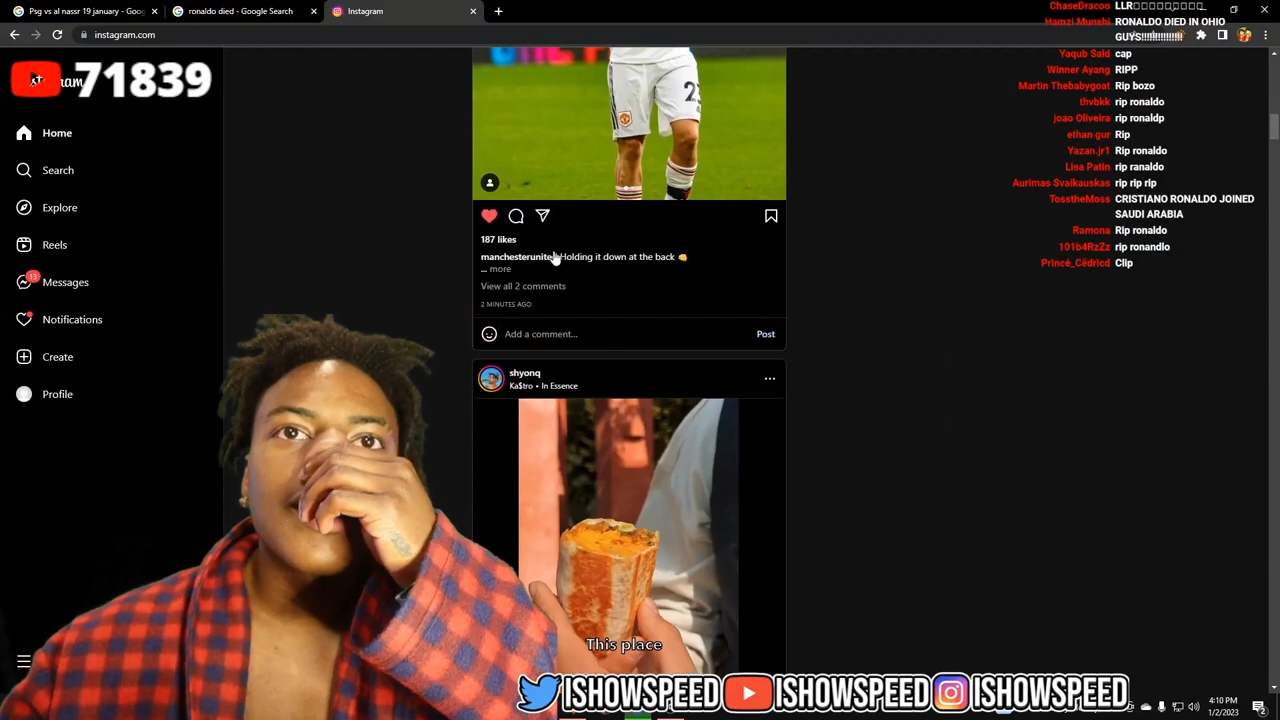 Psg vs al nassr 19 january - Goog
ronaldo died - Google Search
Instagram
instagram.com
71839
Home
Search
Explore
Reels
13
Messages
Notifications
Create
Profile
187 likes
manchesterunite Holding it down at the back 👊
... more
View all 2 comments
2 MINUTES AGO
Add a comment...
Post
shyonq
Ka$tro • In Essence
This place
ChaseDracoo LLR
Hamzi Munshi RONALDO DIED IN OHIO
GUYS!!!!!!!!!!!!!!!
Yaqub Said cap
Winner Ayang RIPP
Martin Thebabygoat Rip bozo
thvbkk rip ronaldo
joao Oliveira rip ronaldp
ethan gur Rip
Yazan.jr1 Rip ronaldo
Lisa Patin rip ranaldo
Aurimas Svaikauskas rip rip rip
TosstheMoss CRISTIANO RONALDO JOINED
SAUDI ARABIA
Ramona Rip ronaldo
101b4RzZz rip ronandlo
Princé_Cêdricd Clip
ISHOWSPEED ISHOWSPEED ISHOWSPEED
4:10 PM
1/2/2023